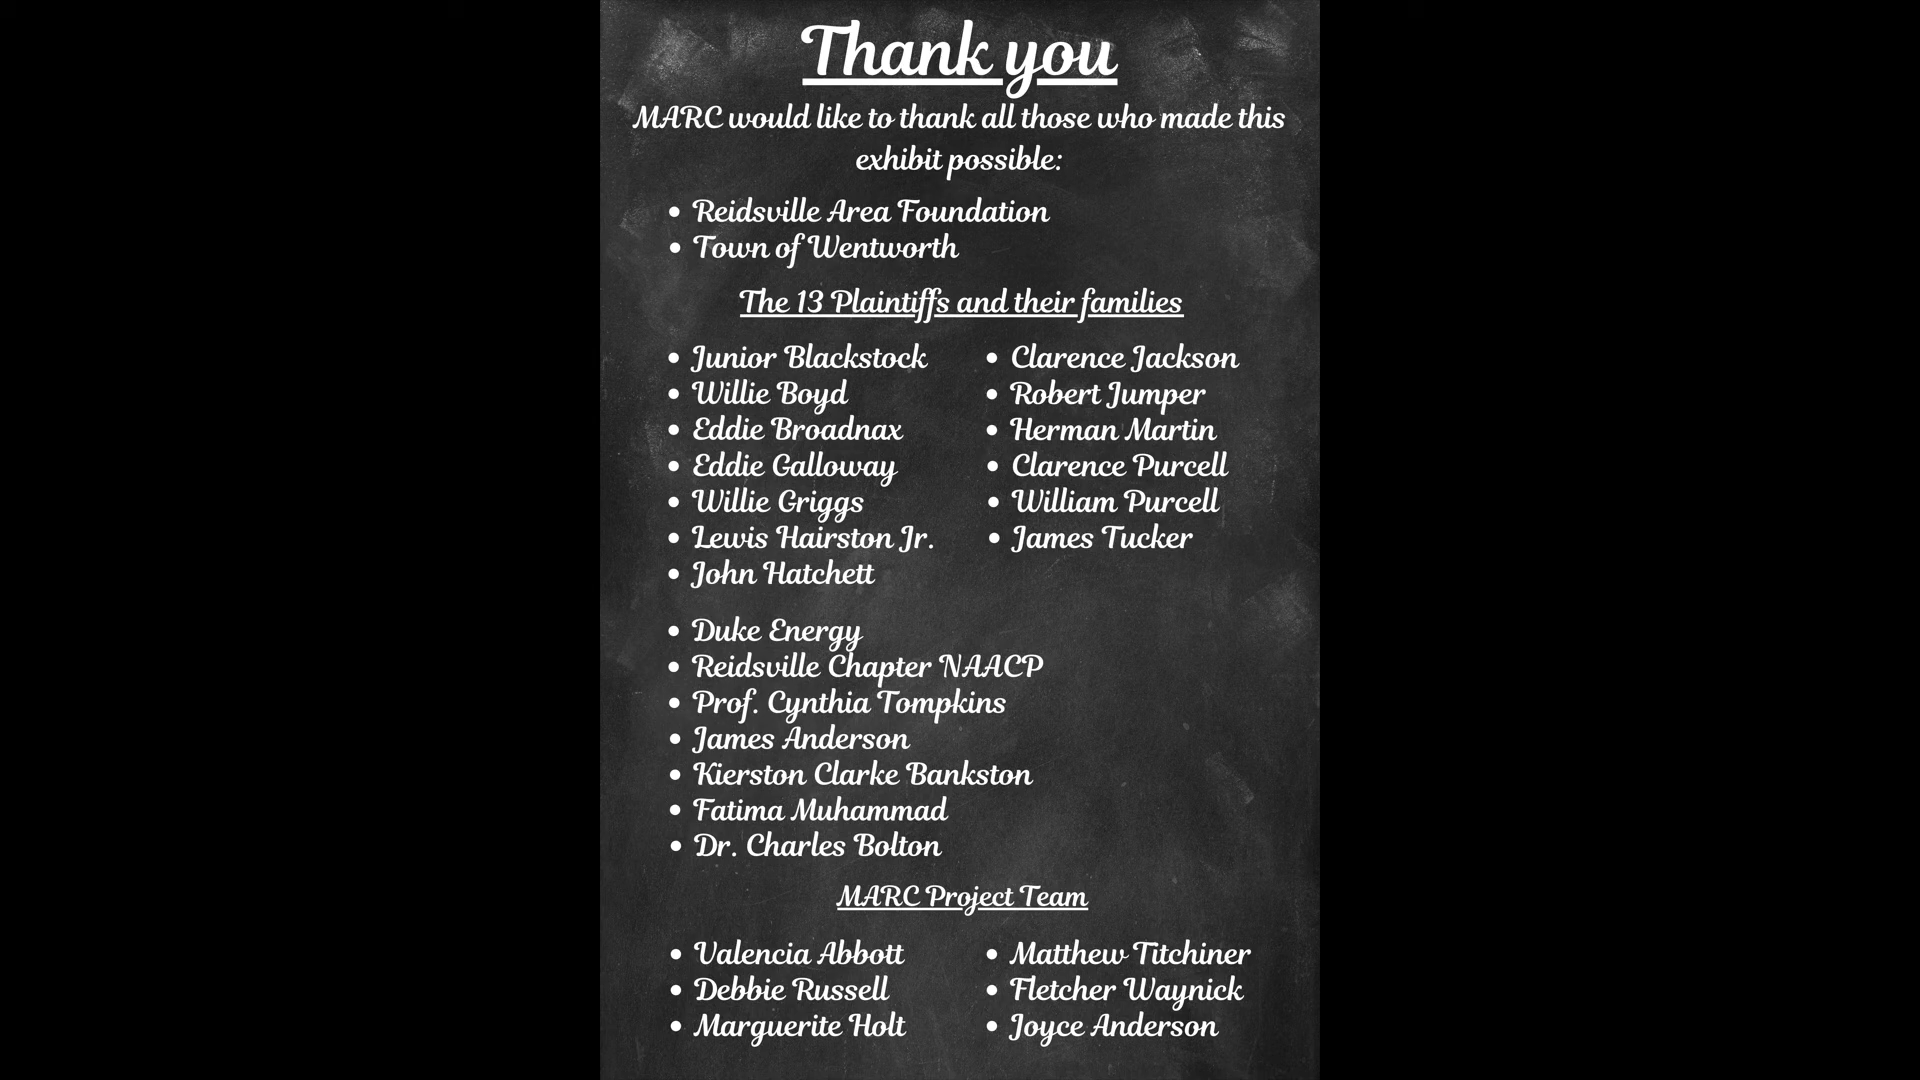 Thank you
MARC would like to thank all those who made this
exhibit possible:
• Reidsville Area Foundation
• Town of Wentworth
The 13 Plaintiffs and their families
• Junior Blackstock
• Willie Boyd
• Eddie Broadnax
• Eddie Galloway
• Willie Griggs
• Lewis Hairston Jr.
• John Hatchett
• Clarence Jackson
• Robert Jumper
• Herman Martin
• Clarence Purcell
• William Purcell
• James Tucker
• Duke Energy
• Reidsville Chapter NAACP
• Prof. Cynthia Tompkins
• James Anderson
• Kierston Clarke Bankston
• Fatima Muhammad
• Dr. Charles Bolton
MARC Project Team
• Valencia Abbott
• Debbie Russell
• Marguerite Holt
• Matthew Titchiner
• Fletcher Waynick
• Joyce Anderson